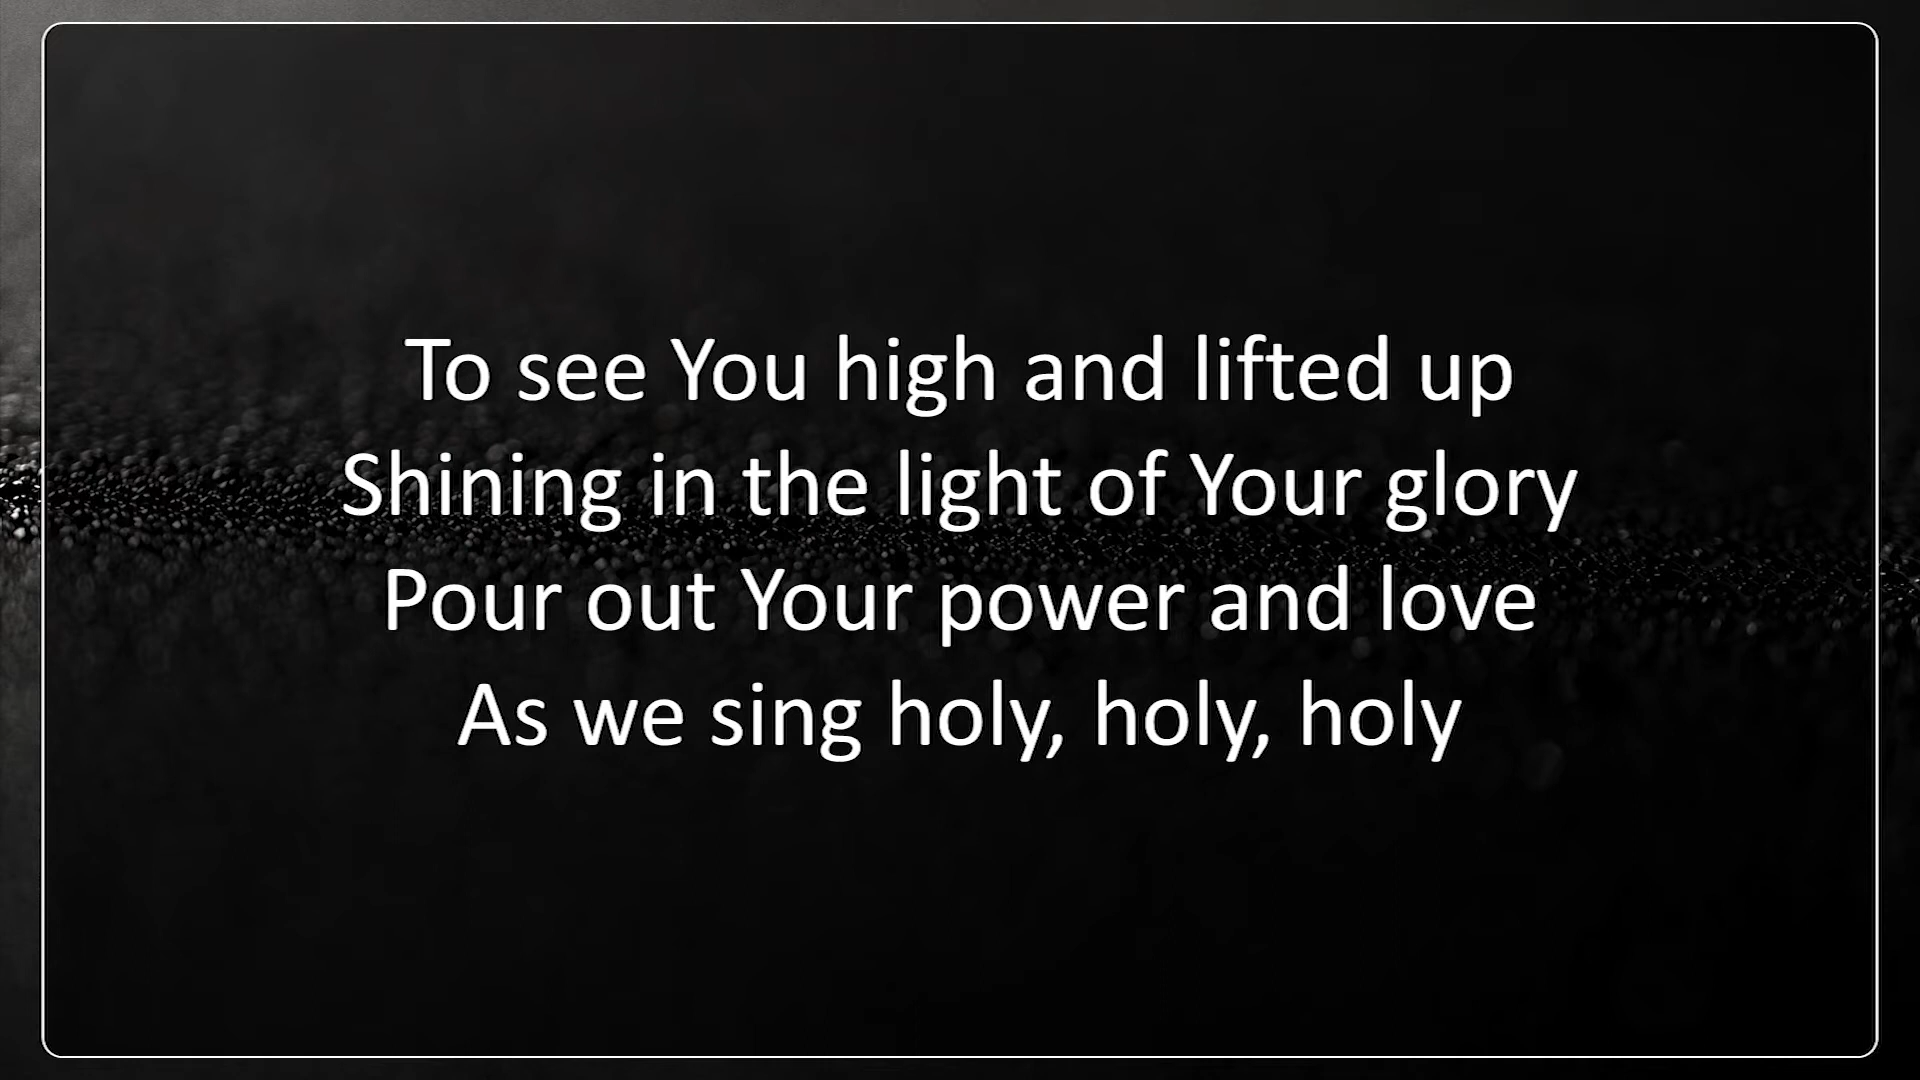 To see You high and lifted up
Shining in the light of Your glory
Pour out Your power and love
As we sing holy, holy, holy